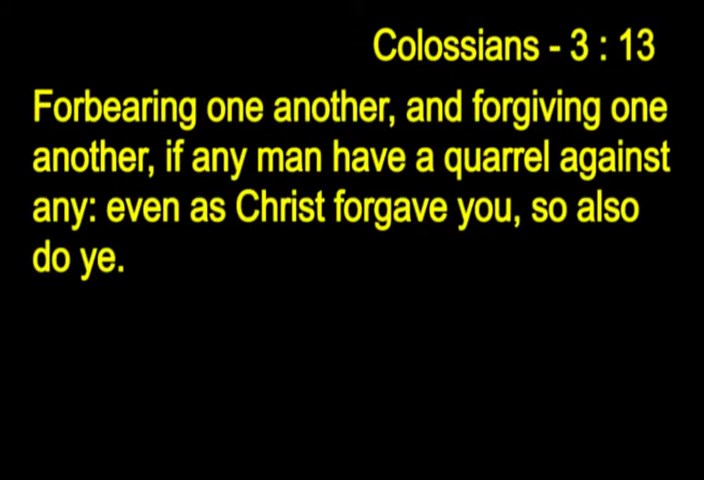 Colossians - 3 : 13
Forbearing one another, and forgiving one
another, if any man have a quarrel against
any: even as Christ forgave you, so also
do ye.